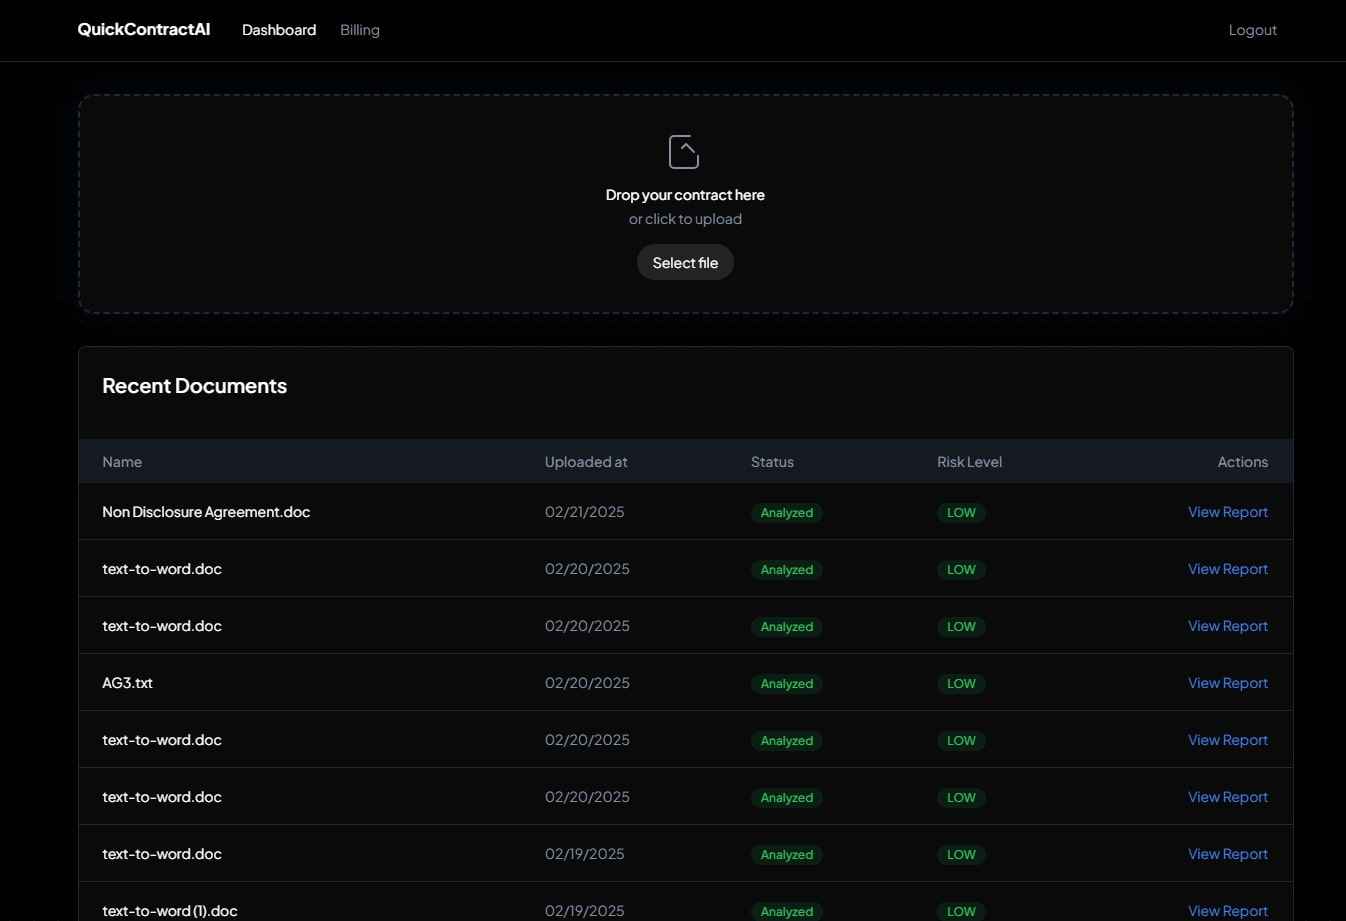 QuickContractAI Dashboard Billing Logout
Drop your contract here
or click to upload
Select file
Recent Documents
Name Uploaded at Status Risk Level Actions
Non Disclosure Agreement.doc 02/21/2025 Analyzed LOW View Report
text-to-word.doc 02/20/2025 Analyzed LOW View Report
text-to-word.doc 02/20/2025 Analyzed LOW View Report
AG3.txt 02/20/2025 Analyzed LOW View Report
text-to-word.doc 02/20/2025 Analyzed LOW View Report
text-to-word.doc 02/20/2025 Analyzed LOW View Report
text-to-word.doc 02/19/2025 Analyzed LOW View Report
text-to-word (1).doc 02/19/2025 Analyzed LOW View Report